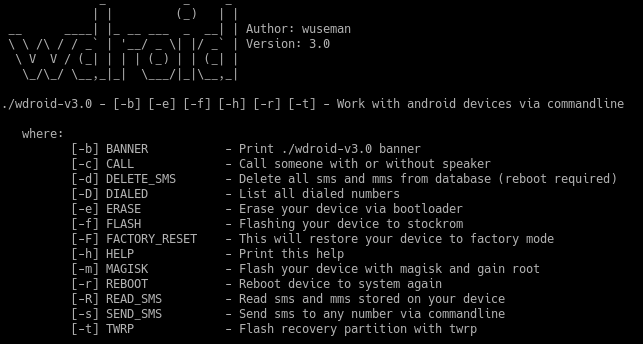 wdroid
Author: wuseman
Version: 3.0
./wdroid-v3.0 - [-b] [-e] [-f] [-h] [-r] [-t] - Work with android devices via commandline
where:
[-b] BANNER - Print ./wdroid-v3.0 banner
[-c] CALL - Call someone with or without speaker
[-d] DELETE_SMS - Delete all sms and mms from database (reboot required)
[-D] DIALED - List all dialed numbers
[-e] ERASE - Erase your device via bootloader
[-f] FLASH - Flashing your device to stockrom
[-F] FACTORY_RESET - This will restore your device to factory mode
[-h] HELP - Print this help
[-m] MAGISK - Flash your device with magisk and gain root
[-r] REBOOT - Reboot device to system again
[-R] READ_SMS - Read sms and mms stored on your device
[-s] SEND_SMS - Send sms to any number via commandline
[-t] TWRP - Flash recovery partition with twrp